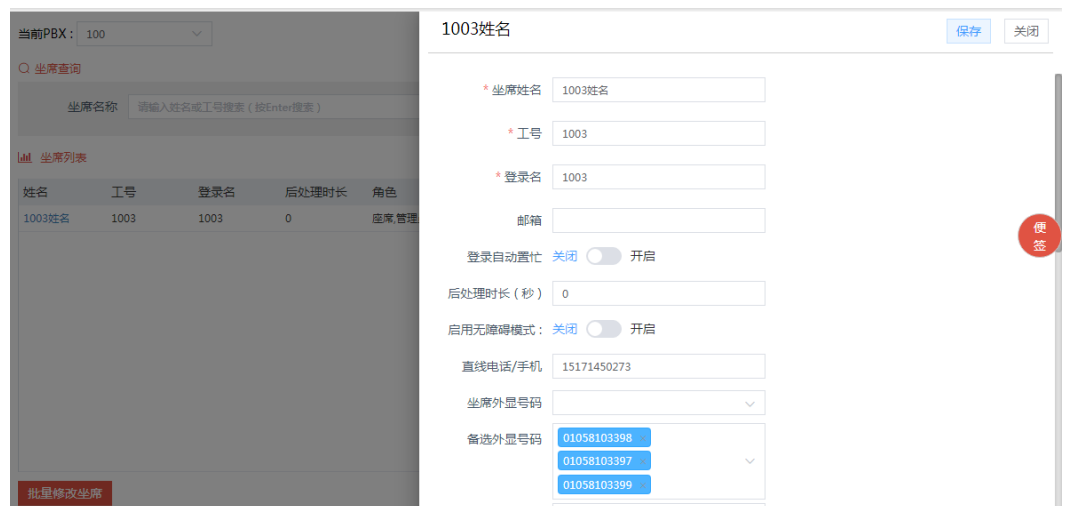 当前PBX： 100
坐席查询
坐席名称 请输入姓名或工号搜索（按Enter搜索）
坐席列表
姓名 工号 登录名 后处理时长 角色
1003姓名 1003 1003 0 座席,管理
批量修改坐席
1003姓名 保存 关闭
* 坐席姓名 1003姓名
* 工号 1003
* 登录名 1003
邮箱
登录自动置忙 关闭 开启
后处理时长（秒） 0
启用无障碍模式： 关闭 开启
直线电话/手机 15171450273
坐席外显号码
备选外显号码 01058103398
01058103397
01058103399
便
签